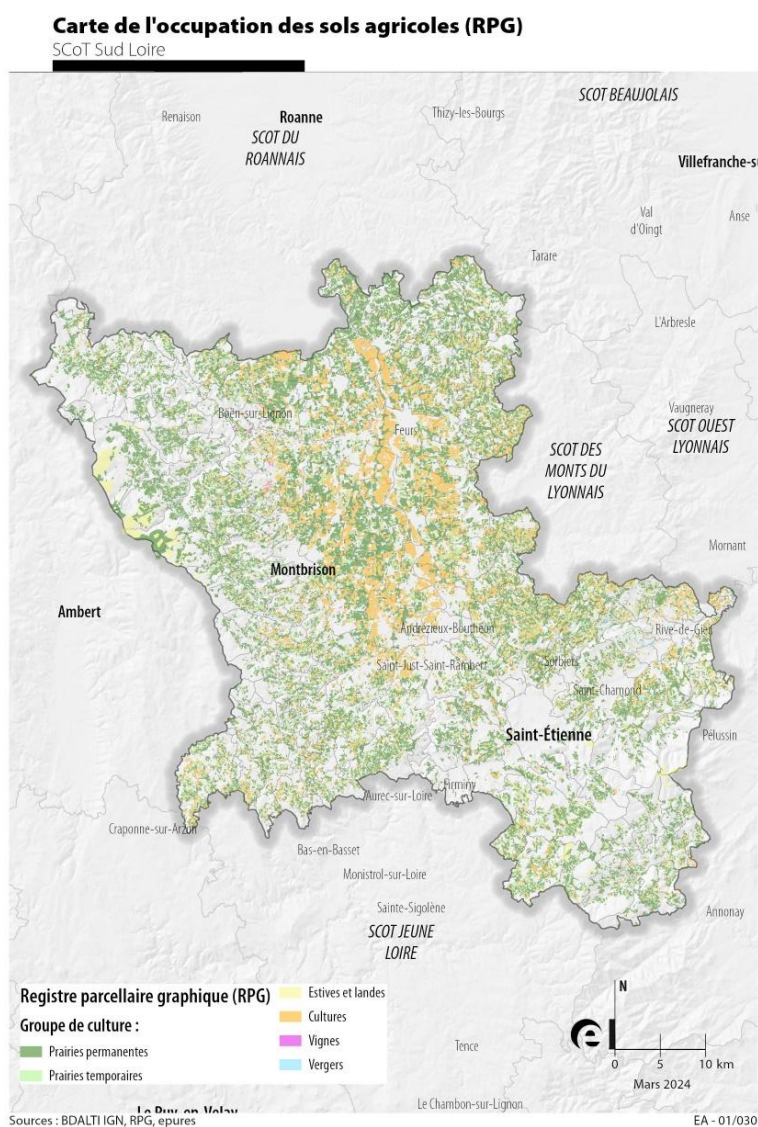 Carte de l'occupation des sols agricoles (RPG)
SCoT Sud Loire
SCOT BEAUJOLAIS
Renaison
Roanne
Thizy-les-Bourgs
SCOT DU
ROANNAIS
Villefranche-su
Val
d'Oingt
Anse
Tarare
L'Arbresle
Vaugneray
Boën-sur-Lignon
SCOT OUEST
LYONNAIS
Feurs
SCOT DES
MONTS DU
LYONNAIS
Mornant
Montbrison
Ambert
Andrézieux-Bouthéon
Rive-de-Gier
Saint-Just-Saint-Rambert
Sorbiers
Saint-Chamond
Saint-Étienne
Pélussin
Firminy
Aurec-sur-Loire
Craponne-sur-Arzon
Bas-en-Basset
Monistrol-sur-Loire
Sainte-Sigolène
Annonay
SCOT JEUNE
LOIRE
Registre parcellaire graphique (RPG)
Groupe de culture :
Prairies permanentes
Prairies temporaires
Estives et landes
Cultures
Vignes
Vergers
N
e
0 5 10 km
Mars 2024
Tence
Le Puy-en-Velay
Le Chambon-sur-Lignon
Sources : BDALTI IGN, RPG, epures
EA - 01/030